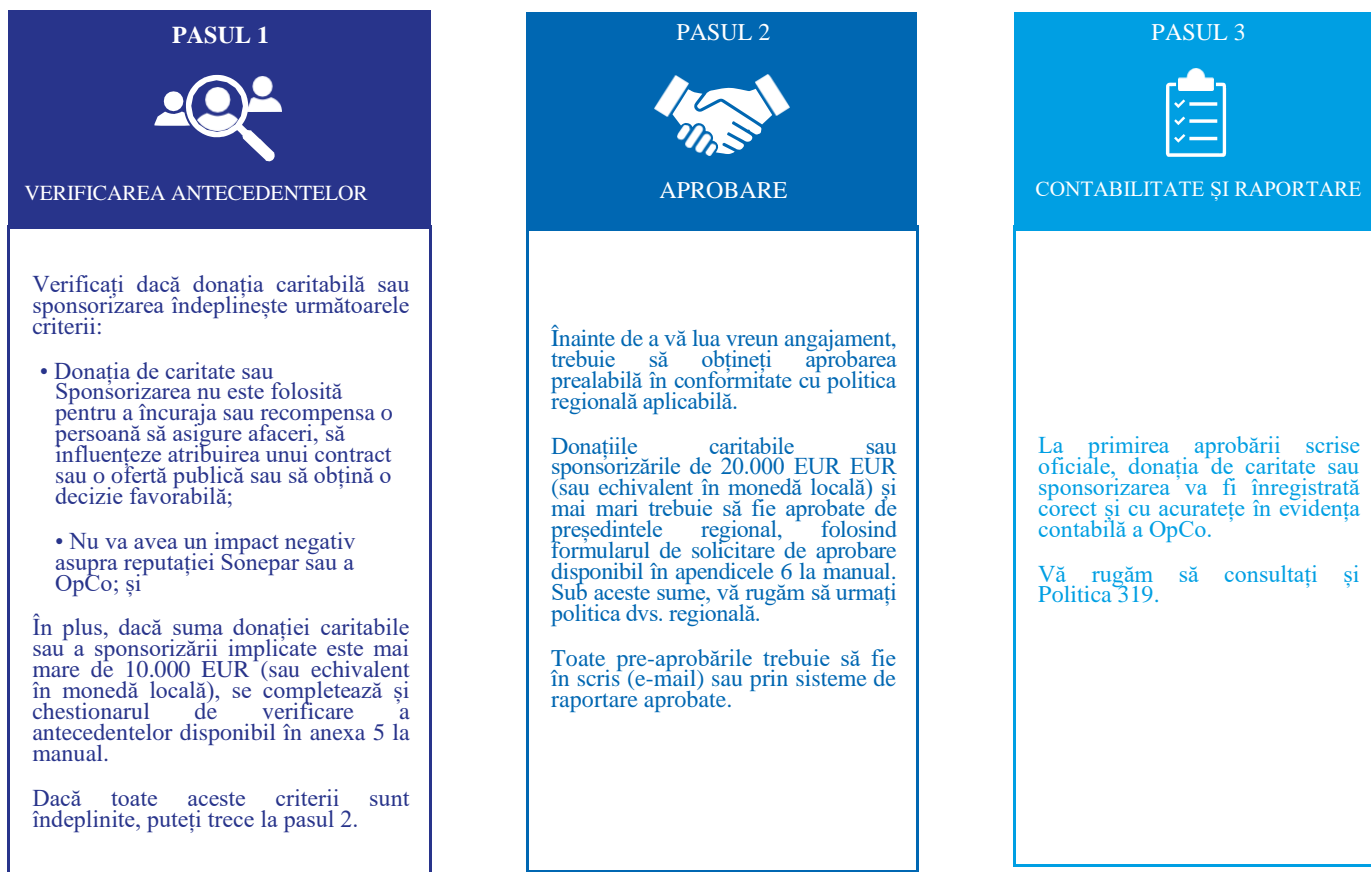 PASUL 1
VERIFICAREA ANTECEDENTELOR
Verificați dacă donația caritabilă sau
sponsorizarea îndeplinește următoarele
criterii:
• Donația de caritate sau
Sponsorizarea nu este folosită
pentru a încuraja sau recompensa o
persoană să asigure afaceri, să
influențeze atribuirea unui contract
sau o ofertă publică sau să obțină o
decizie favorabilă;
• Nu va avea un impact negativ
asupra reputației Sonepar sau a
OpCo; și
În plus, dacă suma donației caritabile
sau a sponsorizării implicate este mai
mare de 10.000 EUR (sau echivalent
în monedă locală), se completează și
chestionarul de verificare a
antecedentelor disponibil în anexa 5 la
manual.
Dacă toate aceste criterii sunt
îndeplinite, puteți trece la pasul 2.
PASUL 2
APROBARE
Înainte de a vă lua vreun angajament,
trebuie să obțineți aprobarea
prealabilă în conformitate cu politica
regională aplicabilă.
Donațiile caritabile sau
sponsorizările de 20.000 EUR EUR
(sau echivalent în monedă locală) și
mai mari trebuie să fie aprobate de
președintele regional, folosind
formularul de solicitare de aprobare
disponibil în apendicele 6 la manual.
Sub aceste sume, vă rugăm să urmați
politica dvs. regională.
Toate pre-aprobările trebuie să fie
în scris (e-mail) sau prin sisteme de
raportare aprobate.
PASUL 3
CONTABILITATE ȘI RAPORTARE
La primirea aprobării scrise
oficiale, donația de caritate sau
sponsorizarea va fi înregistrată
corect și cu acuratețe în evidența
contabilă a OpCo.
Vă rugăm să consultați și
Politica 319.